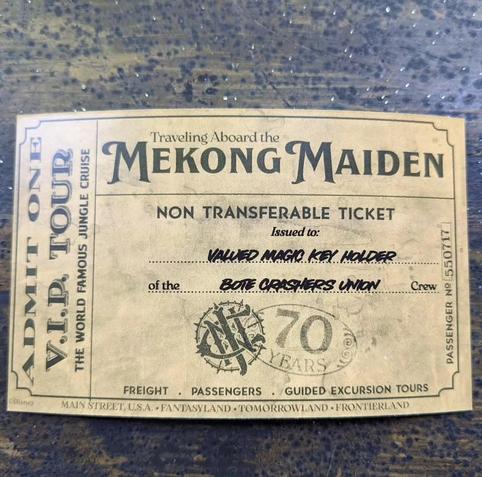 ADMIT ONE
V.I.P. TOUR
THE WORLD FAMOUS JUNGLE CRUISE
Traveling Aboard the
MEKONG MAIDEN
NON TRANSFERABLE TICKET
Issued to:
VALUED MAGIC KEY HOLDER
of the BOTE CRASHERS UNION Crew
70
YEARS
PASSENGER Nº 550717
FREIGHT . PASSENGERS . GUIDED EXCURSION TOURS
©Disney
MAIN STREET, U.S.A. • FANTASYLAND • TOMORROWLAND • FRONTIERLAND